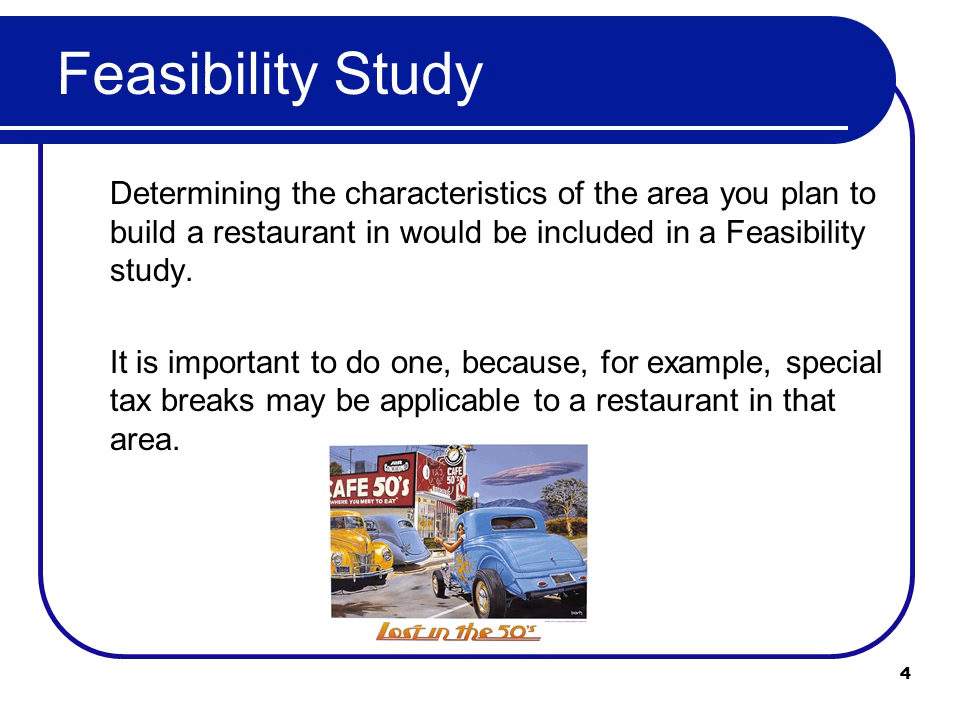 Feasibility Study
Determining the characteristics of the area you plan to
build a restaurant in would be included in a Feasibility
study.
It is important to do one, because, for example, special
tax breaks may be applicable to a restaurant in that
area.
CONDITIONED
CAFE
50's
CAFE 50's
WHERE YOU MEET TO EAT
Lost in the 50's
4